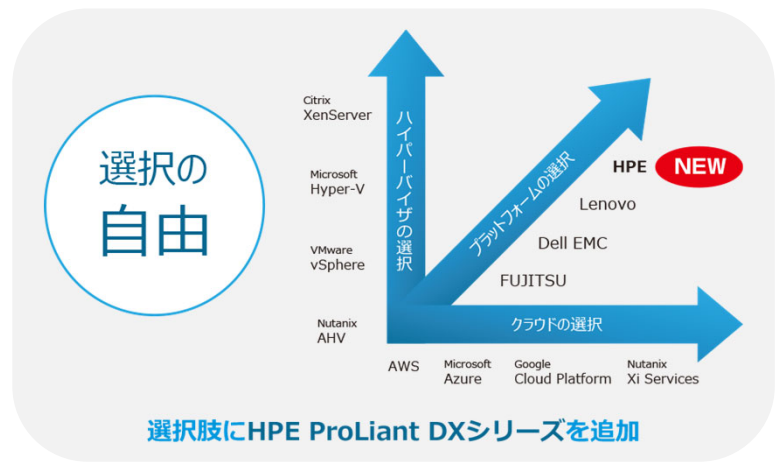 選択の
自由
Citrix
XenServer
Microsoft
Hyper-V
VMware
vSphere
Nutanix
AHV
ハイパーバイザの選択
プラットフォームの選択
HPE NEW
Lenovo
Dell EMC
FUJITSU
クラウドの選択
AWS
Microsoft
Azure
Google
Cloud Platform
Nutanix
Xi Services
選択肢にHPE ProLiant DXシリーズを追加